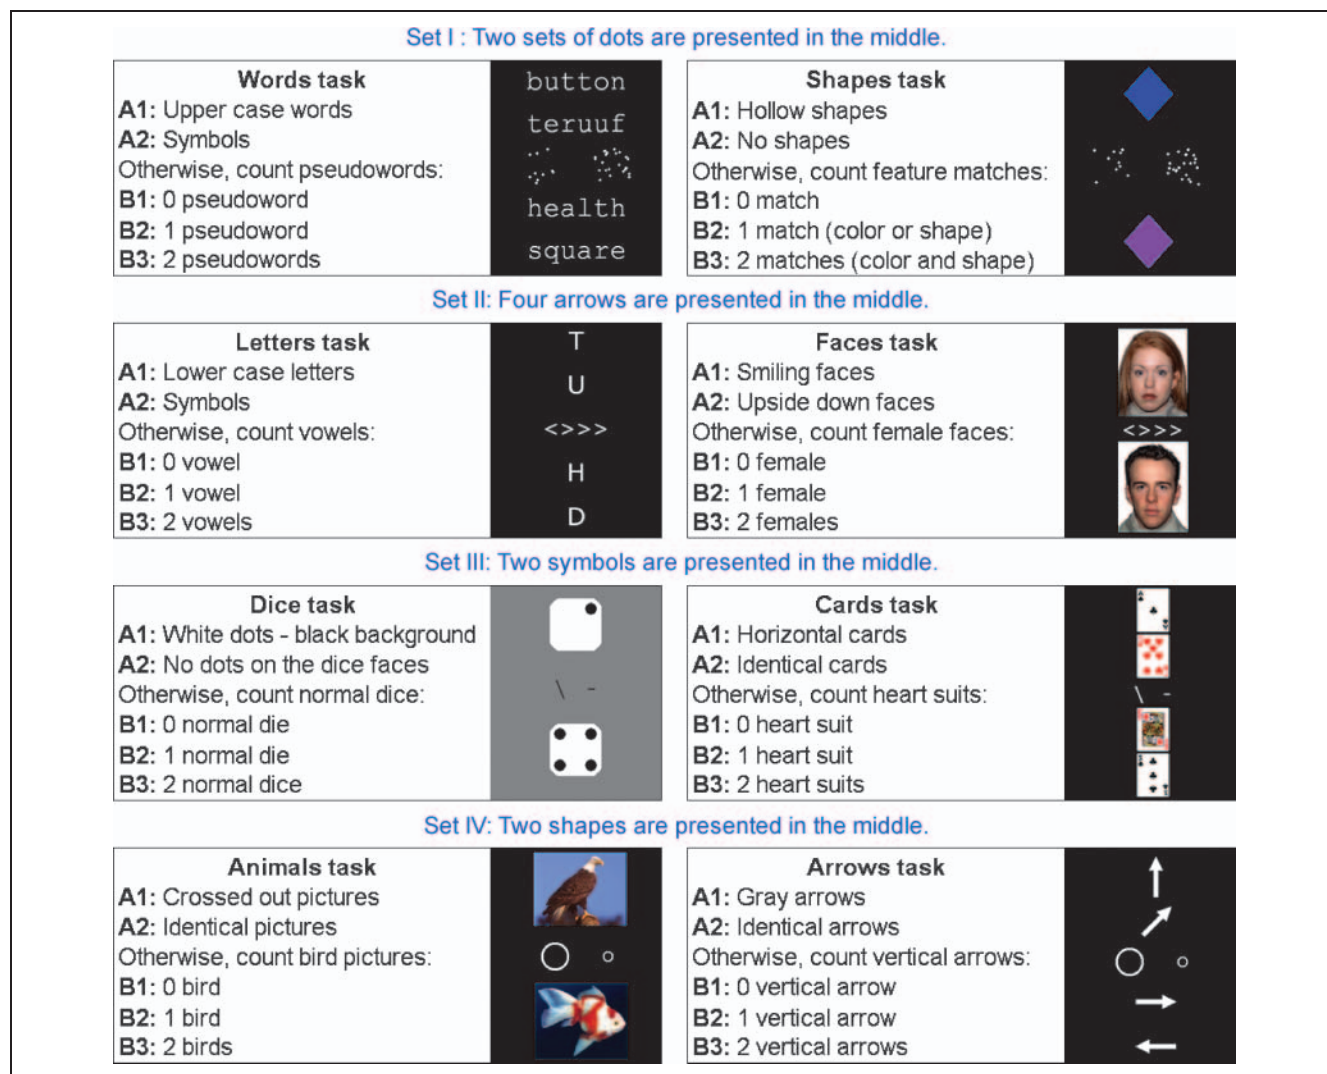 Set I : Two sets of dots are presented in the middle.
Words task
A1: Upper case words
A2: Symbols
Otherwise, count pseudowords:
B1: 0 pseudoword
B2: 1 pseudoword
B3: 2 pseudowords
button
teruuf
health
square
Shapes task
A1: Hollow shapes
A2: No shapes
Otherwise, count feature matches:
B1: 0 match
B2: 1 match (color or shape)
B3: 2 matches (color and shape)
Set II: Four arrows are presented in the middle.
Letters task
A1: Lower case letters
A2: Symbols
Otherwise, count vowels:
B1: 0 vowel
B2: 1 vowel
B3: 2 vowels
T
U
<>>>
H
D
Faces task
A1: Smiling faces
A2: Upside down faces
Otherwise, count female faces:
B1: 0 female
B2: 1 female
B3: 2 females
<>>>
Set III: Two symbols are presented in the middle.
Dice task
A1: White dots - black background
A2: No dots on the dice faces
Otherwise, count normal dice:
B1: 0 normal die
B2: 1 normal die
B3: 2 normal dice
\ -
Cards task
A1: Horizontal cards
A2: Identical cards
Otherwise, count heart suits:
B1: 0 heart suit
B2: 1 heart suit
B3: 2 heart suits
\ -
Set IV: Two shapes are presented in the middle.
Animals task
A1: Crossed out pictures
A2: Identical pictures
Otherwise, count bird pictures:
B1: 0 bird
B2: 1 bird
B3: 2 birds
Arrows task
A1: Gray arrows
A2: Identical arrows
Otherwise, count vertical arrows:
B1: 0 vertical arrow
B2: 1 vertical arrow
B3: 2 vertical arrows